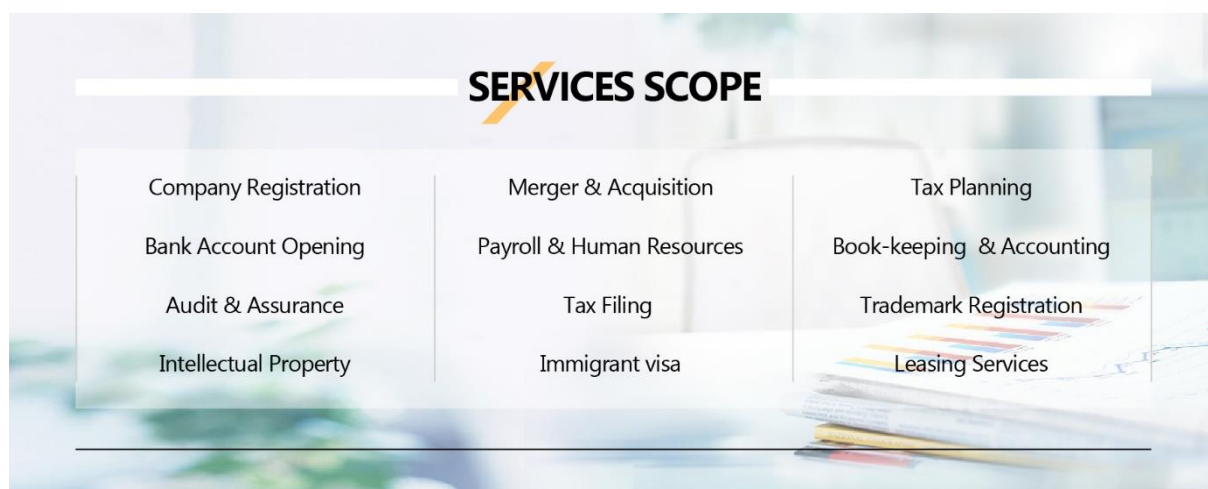 SERVICES SCOPE
Company Registration
Merger & Acquisition
Tax Planning
Bank Account Opening
Payroll & Human Resources
Book-keeping & Accounting
Audit & Assurance
Tax Filing
Trademark Registration
Intellectual Property
Immigrant visa
Leasing Services